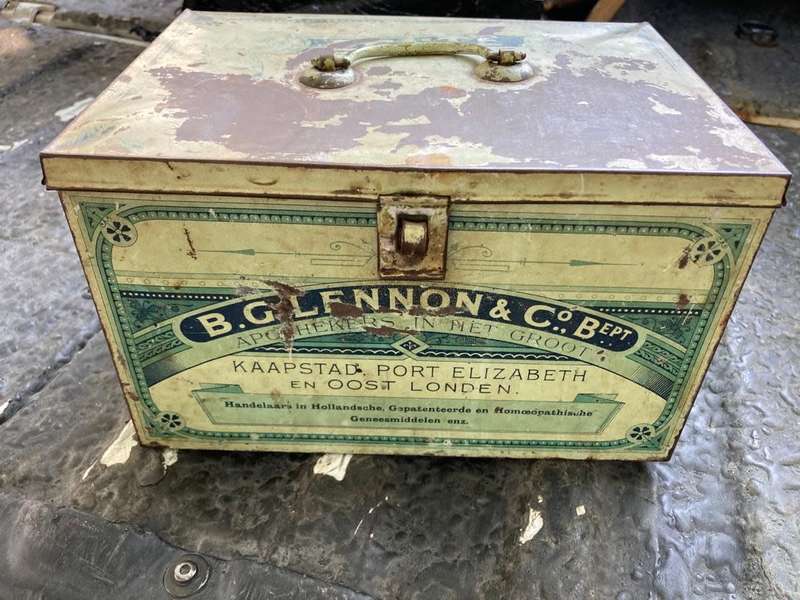 B.G. LENNON & Co., BEPT
APOTHEKERS IN HET GROOT
KAAPSTAD, PORT ELIZABETH
EN OOST LONDEN.
Handelaars in Hollandsche, Gepatenteerde en Homœopathische
Geneesmiddelen enz.